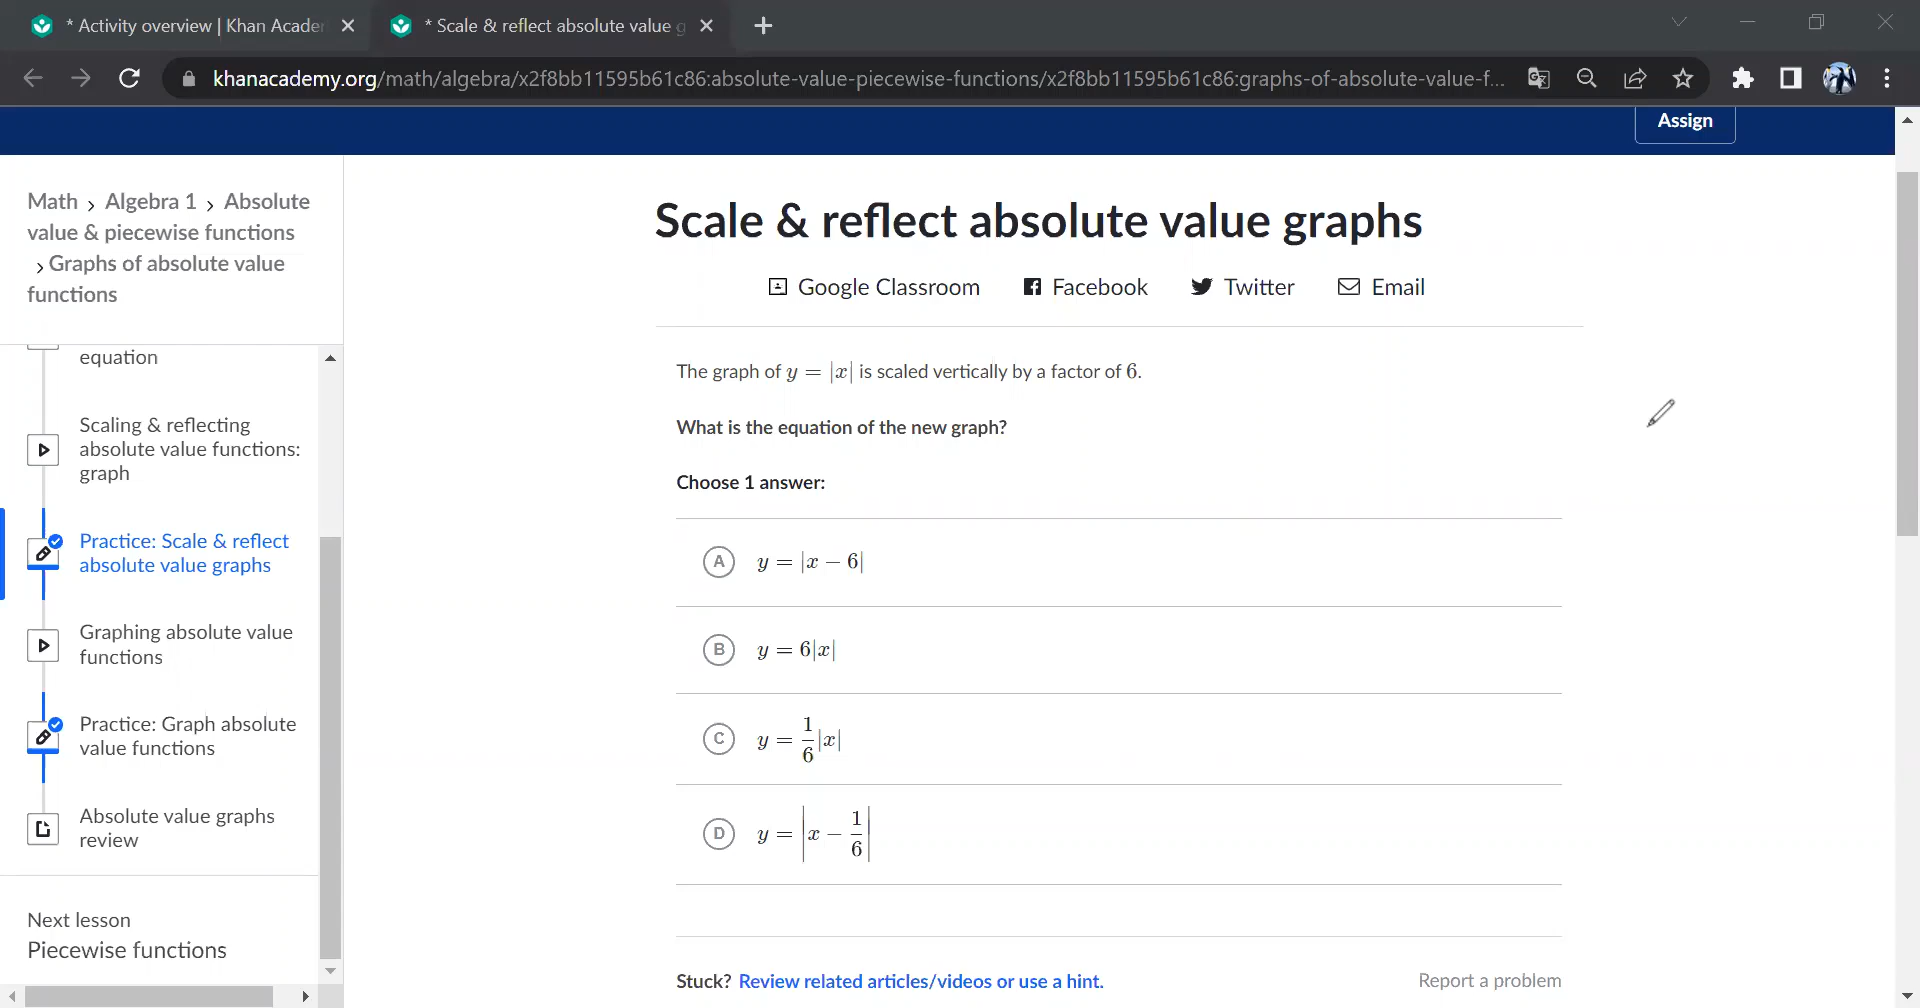 * Activity overview | Khan Acade
* Scale & reflect absolute value g
khanacademy.org/math/algebra/x2f8bb11595b61c86:absolute-value-piecewise-functions/x2f8bb11595b61c86:graphs-of-absolute-value-f...
Assign
Math › Algebra 1 › Absolute
value & piecewise functions
› Graphs of absolute value
functions
equation
Scaling & reflecting
absolute value functions:
graph
Practice: Scale & reflect
absolute value graphs
Graphing absolute value
functions
Practice: Graph absolute
value functions
Absolute value graphs
review
Next lesson
Piecewise functions
Scale & reflect absolute value graphs
Google Classroom Facebook Twitter Email
The graph of y = |x| is scaled vertically by a factor of 6.
What is the equation of the new graph?
Choose 1 answer:
A y = |x − 6|
B y = 6|x|
C y = 1/6|x|
D y = |x − 1/6|
Stuck? Review related articles/videos or use a hint.
Report a problem